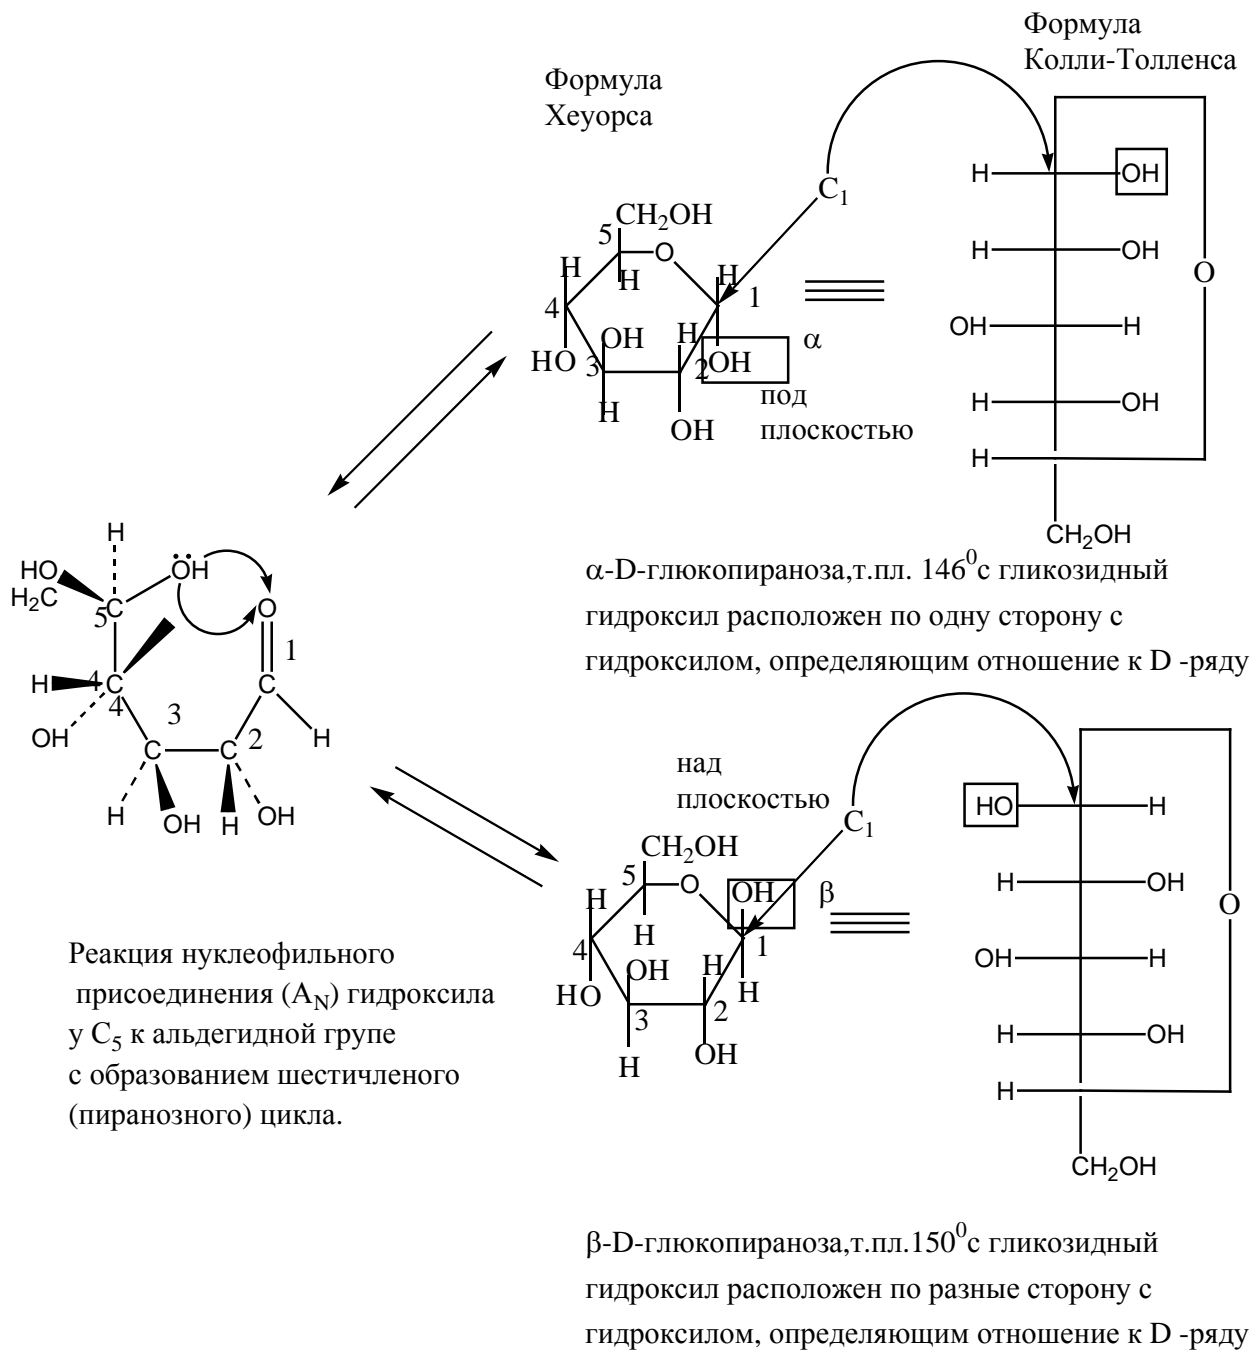 Формула
Колли-Толленса
Формула
Хеуорса
C₁
H OH
H OH
O
OH H
H OH
H
CH₂OH
CH₂OH
5 O
H H H 1
4
OH H α
HO 3 2 OH
H OH
под
плоскостью
α-D-глюкопираноза,т.пл. 146⁰с гликозидный
гидроксил расположен по одну сторону с
гидроксилом, определяющим отношение к D -ряду
H
HO OH
H₂C C O
5 1
H 4 C C
4 3
OH H
C C 2
H OH H OH
над
плоскостью
C₁
HO H
H OH
O
OH H
H OH
H
CH₂OH
CH₂OH
5 O OH β
H H 1
4
OH H H
HO 3 2
H OH
Реакция нуклеофильного
присоединения (A_N) гидроксила
у C₅ к альдегидной групе
с образованием шестичленого
(пиранозного) цикла.
β-D-глюкопираноза,т.пл.150⁰с гликозидный
гидроксил расположен по разные сторону с
гидроксилом, определяющим отношение к D -ряду